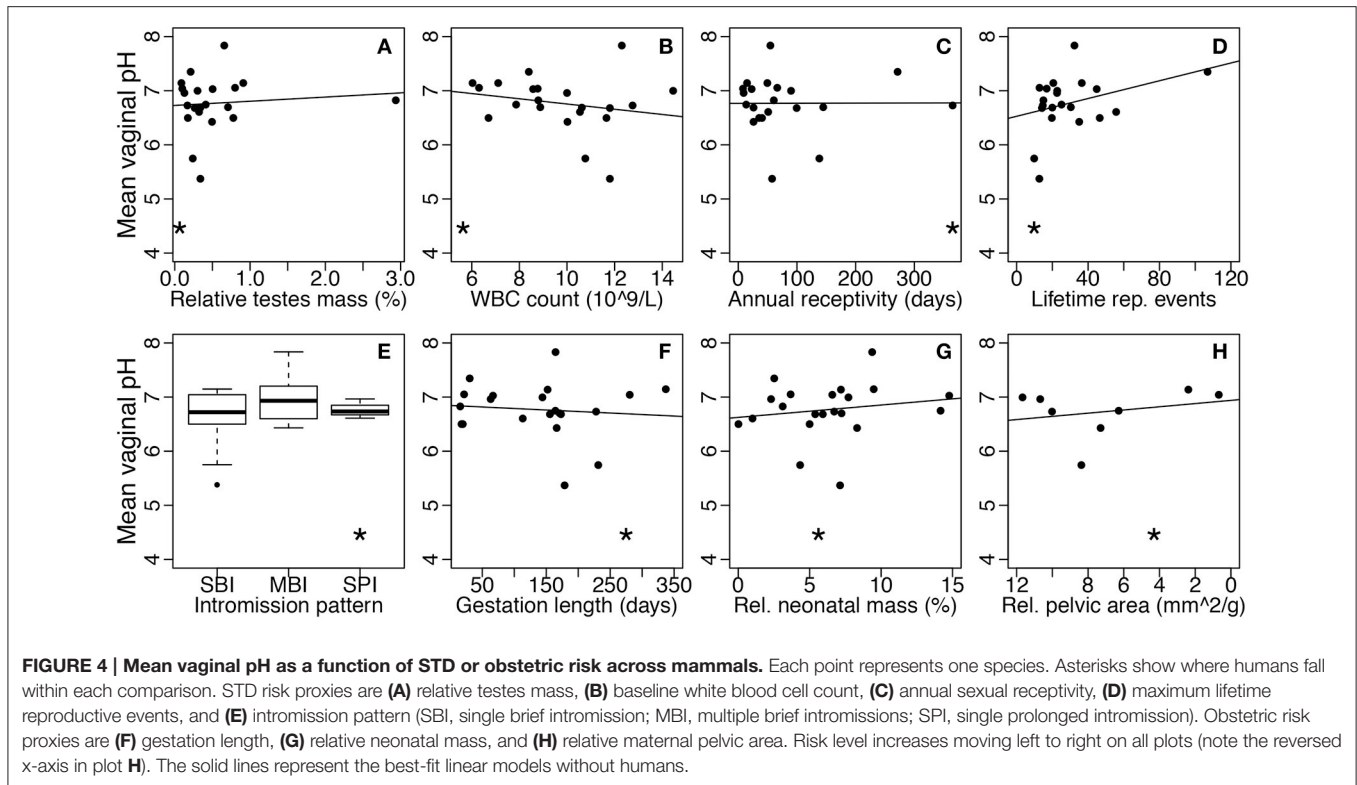 Mean vaginal pH
8
7
6
5
4
A
*
0.0 1.0 2.0 3.0
Relative testes mass (%)
B
*
6 8 10 12 14
WBC count (10^9/L)
C
*
0 100 200 300
Annual receptivity (days)
8
7
6
5
4
D
*
0 40 80 120
Lifetime rep. events
Mean vaginal pH
8
7
6
5
4
E
*
SBI MBI SPI
Intromission pattern
8
7
6
5
4
F
*
50 150 250 350
Gestation length (days)
8
7
6
5
4
G
*
0 5 10 15
Rel. neonatal mass (%)
8
7
6
5
4
H
*
12 10 8 6 4 2 0
Rel. pelvic area (mm^2/g)
FIGURE 4 | Mean vaginal pH as a function of STD or obstetric risk across mammals. Each point represents one species. Asterisks show where humans fall
within each comparison. STD risk proxies are (A) relative testes mass, (B) baseline white blood cell count, (C) annual sexual receptivity, (D) maximum lifetime
reproductive events, and (E) intromission pattern (SBI, single brief intromission; MBI, multiple brief intromissions; SPI, single prolonged intromission). Obstetric risk
proxies are (F) gestation length, (G) relative neonatal mass, and (H) relative maternal pelvic area. Risk level increases moving left to right on all plots (note the reversed
x-axis in plot H). The solid lines represent the best-fit linear models without humans.